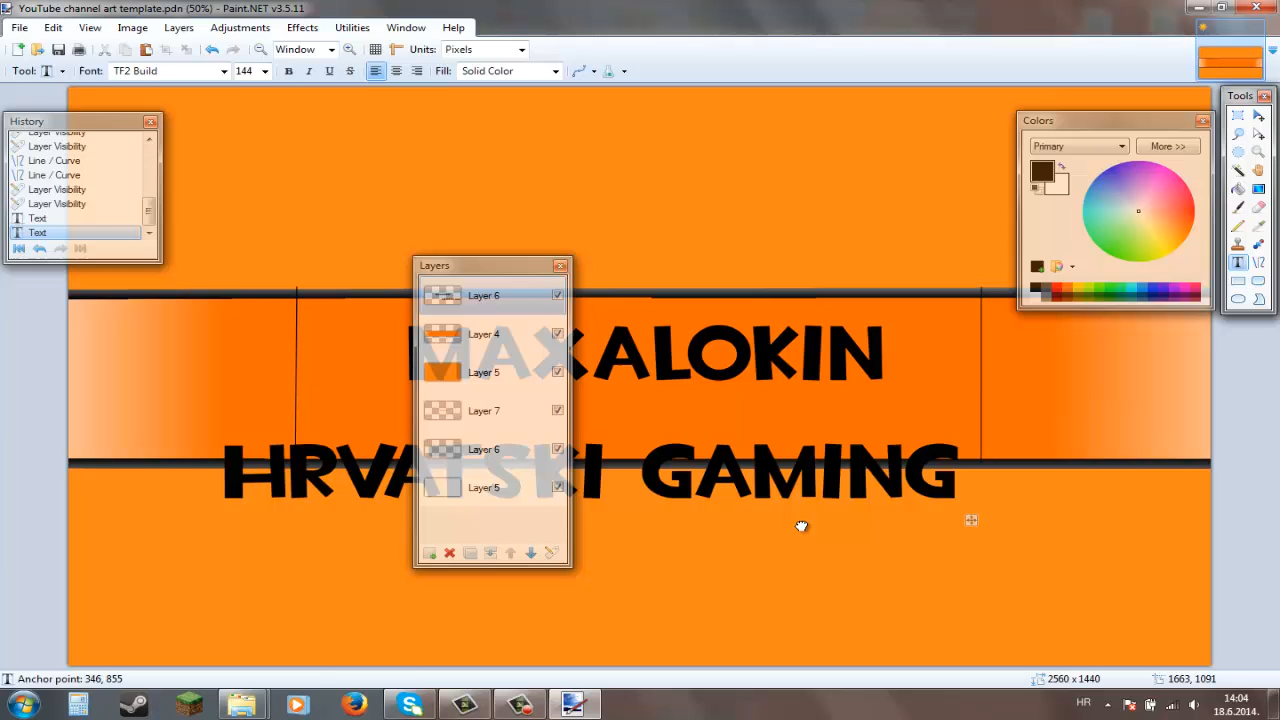 YouTube channel art template.pdn (50%) - Paint.NET v3.5.11
File Edit View Image Layers Adjustments Effects Utilities Window Help
Window Units: Pixels
Tool: Font: TF2 Build 144 B I U S Fill: Solid Color
History
Layer Visibility
Layer Visibility
Line / Curve
Line / Curve
Layer Visibility
Layer Visibility
Text
Text
Layers
Layer 6
Layer 4
Layer 5
Layer 7
Layer 6
Layer 5
Colors
Primary More >>
Tools
MAXALOKIN
HRVATSKI GAMING
Anchor point: 346, 855 2560 x 1440 1663, 1091
HR 14:04
18.6.2014.